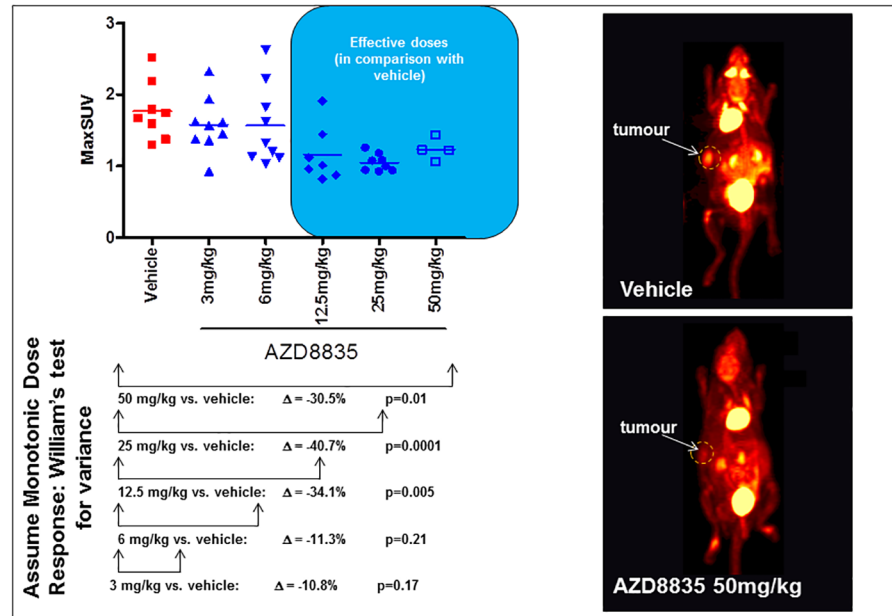 3
2
1
0
MaxSUV
Effective doses
(in comparison with
vehicle)
Vehicle
3mg/kg
6mg/kg
12.5mg/kg
25mg/kg
50mg/kg
AZD8835
Assume Monotonic Dose
Response: William's test
for variance
50 mg/kg vs. vehicle: Δ = -30.5% p=0.01
25 mg/kg vs. vehicle: Δ = -40.7% p=0.0001
12.5 mg/kg vs. vehicle: Δ = -34.1% p=0.005
6 mg/kg vs. vehicle: Δ = -11.3% p=0.21
3 mg/kg vs. vehicle: Δ = -10.8% p=0.17
tumour
Vehicle
tumour
AZD8835 50mg/kg